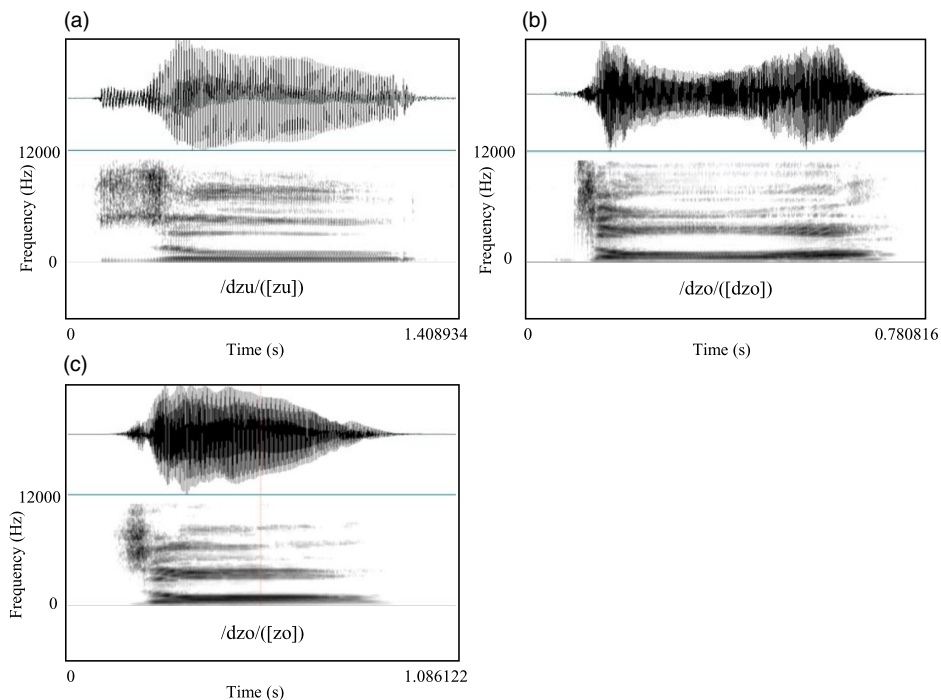 (a)
12000
Frequency (Hz)
0
/dzu/([zu])
0
1.408934
Time (s)
(b)
12000
Frequency (Hz)
0
/dzo/([dzo])
0
0.780816
Time (s)
(c)
12000
Frequency (Hz)
0
/dzo/([zo])
0
1.086122
Time (s)